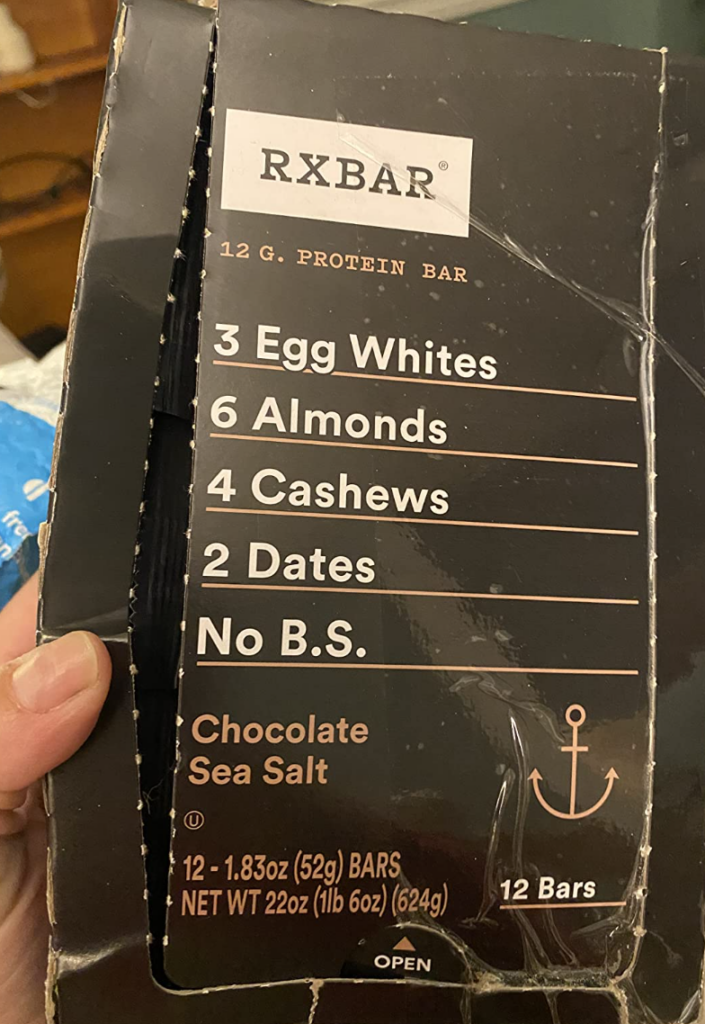 RXBAR®
12 G. PROTEIN BAR
3 Egg Whites
6 Almonds
4 Cashews
2 Dates
No B.S.
Chocolate
Sea Salt
U
12 - 1.83oz (52g) BARS
NET WT 22oz (1lb 6oz) (624g)
12 Bars
OPEN